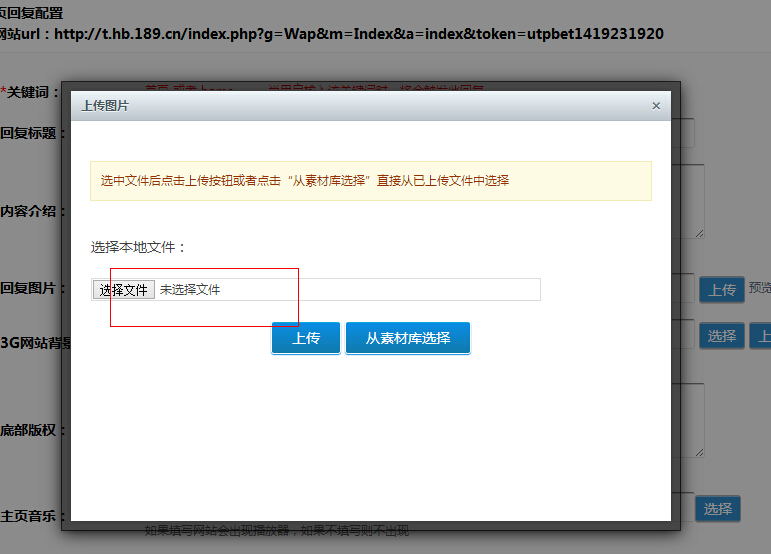 页回复配置
网站url：http://t.hb.189.cn/index.php?g=Wap&m=Index&a=index&token=utpbet1419231920
*关键词：
上传图片
×
回复标题：
选中文件后点击上传按钮或者点击“从素材库选择”直接从已上传文件中选择
内容介绍：
选择本地文件：
回复图片：
选择文件 未选择文件
上传 预览
3G网站背景
上传 从素材库选择
选择 上
底部版权：
主页音乐：
选择
如果填写网站会出现播放器，如果不填写则不出现